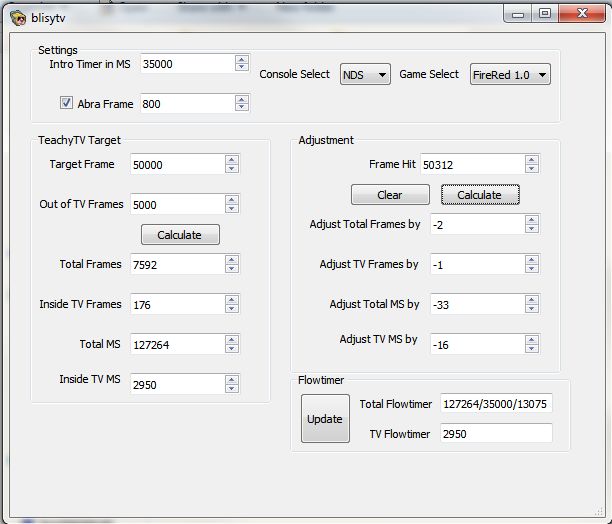 blisytv
Settings
Intro Timer in MS 35000
Console Select NDS Game Select FireRed 1.0
Abra Frame 800
TeachyTV Target
Target Frame 50000
Out of TV Frames 5000
Calculate
Total Frames 7592
Inside TV Frames 176
Total MS 127264
Inside TV MS 2950
Adjustment
Frame Hit 50312
Clear Calculate
Adjust Total Frames by -2
Adjust TV Frames by -1
Adjust Total MS by -33
Adjust TV MS by -16
Flowtimer
Update
Total Flowtimer 127264/35000/13075
TV Flowtimer 2950